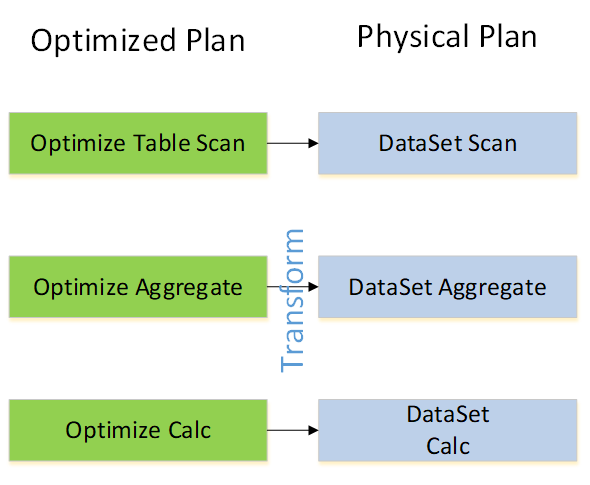 Optimized Plan
Physical Plan
Optimize Table Scan
DataSet Scan
Transform
Optimize Aggregate
DataSet Aggregate
Optimize Calc
DataSet
Calc